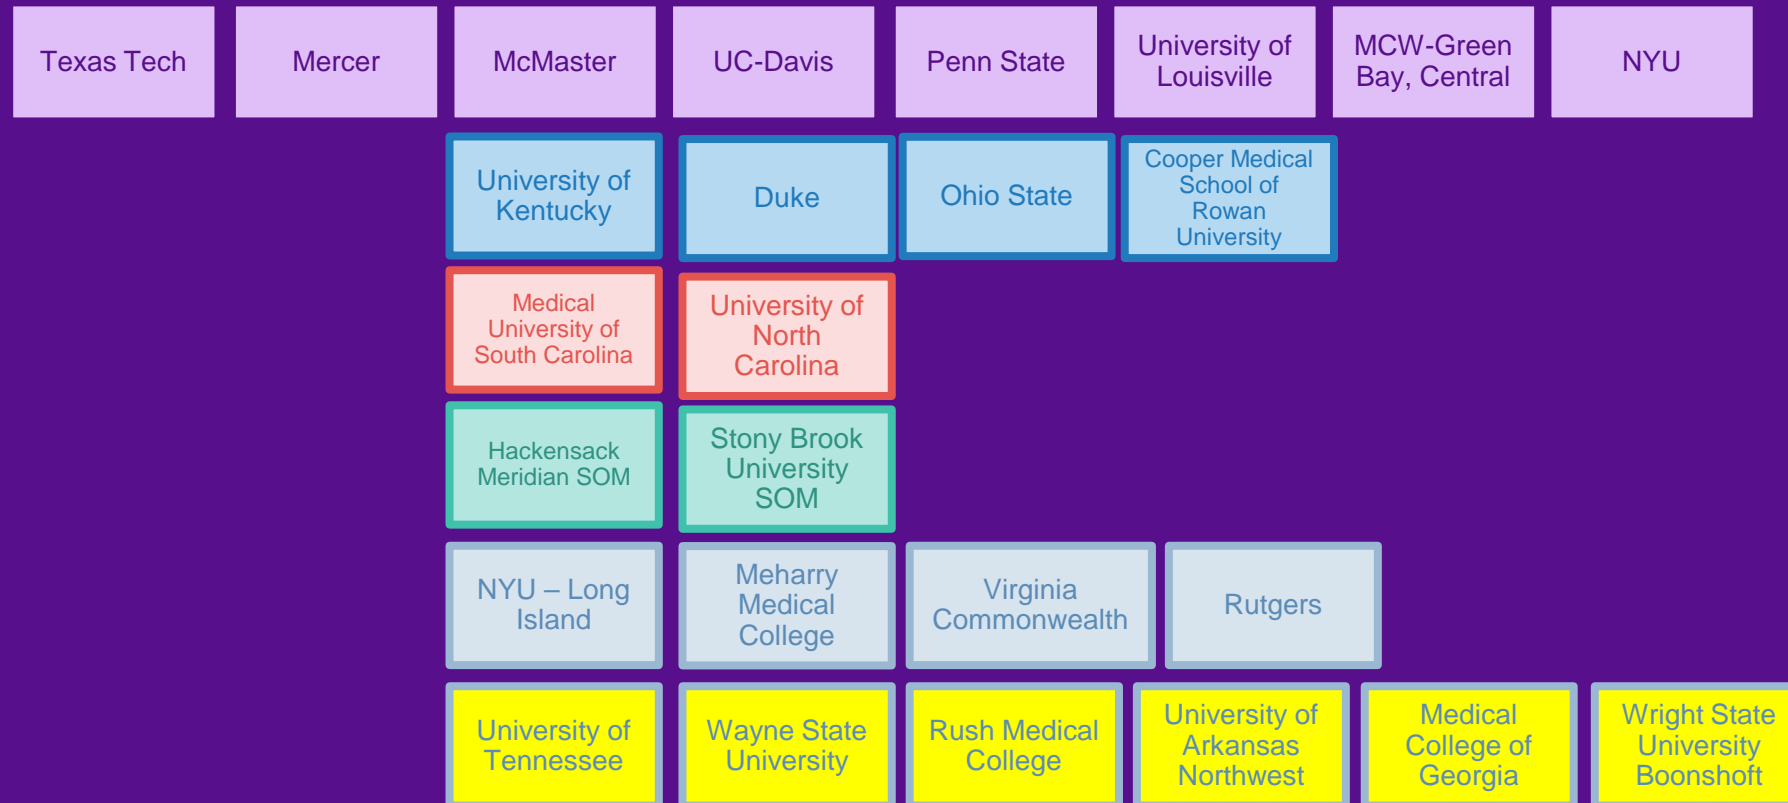 Texas Tech
Mercer
McMaster
UC-Davis
Penn State
University of
Louisville
MCW-Green
Bay, Central
NYU
University of
Kentucky
Duke
Ohio State
Cooper Medical
School of
Rowan
University
Medical
University of
South Carolina
University of
North
Carolina
Hackensack
Meridian SOM
Stony Brook
University
SOM
NYU – Long
Island
Meharry
Medical
College
Virginia
Commonwealth
Rutgers
University of
Tennessee
Wayne State
University
Rush Medical
College
University of
Arkansas
Northwest
Medical
College of
Georgia
Wright State
University
Boonshoft